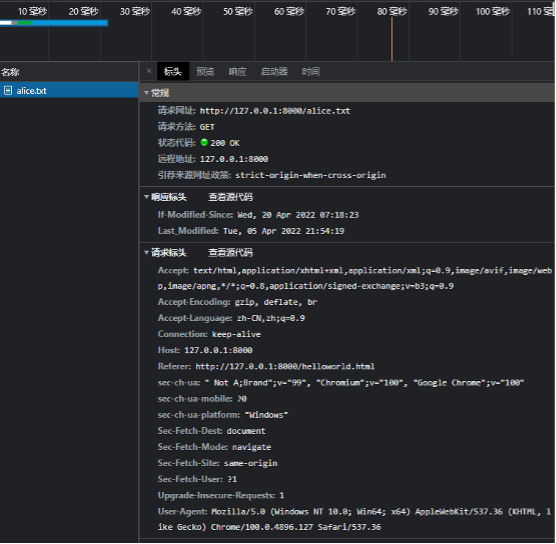 10 毫秒 20 毫秒 30 毫秒 40 毫秒 50 毫秒 60 毫秒 70 毫秒 80 毫秒 90 毫秒 100 毫秒 110 毫秒
名称
× 标头 预览 响应 启动器 时间
alice.txt
▼常规
请求网址: http://127.0.0.1:8000/alice.txt
请求方法: GET
状态代码: 200 OK
远程地址: 127.0.0.1:8000
引荐来源网址政策: strict-origin-when-cross-origin
▼响应标头 查看源代码
If-Modified-Since: Wed, 20 Apr 2022 07:18:23
Last_Modified: Tue, 05 Apr 2022 21:54:19
▼请求标头 查看源代码
Accept: text/html,application/xhtml+xml,application/xml;q=0.9,image/avif,image/web
p,image/apng,*/*;q=0.8,application/signed-exchange;v=b3;q=0.9
Accept-Encoding: gzip, deflate, br
Accept-Language: zh-CN,zh;q=0.9
Connection: keep-alive
Host: 127.0.0.1:8000
Referer: http://127.0.0.1:8000/helloworld.html
sec-ch-ua: " Not A;Brand";v="99", "Chromium";v="100", "Google Chrome";v="100"
sec-ch-ua-mobile: ?0
sec-ch-ua-platform: "Windows"
Sec-Fetch-Dest: document
Sec-Fetch-Mode: navigate
Sec-Fetch-Site: same-origin
Sec-Fetch-User: ?1
Upgrade-Insecure-Requests: 1
User-Agent: Mozilla/5.0 (Windows NT 10.0; Win64; x64) AppleWebKit/537.36 (KHTML, l
ike Gecko) Chrome/100.0.4896.127 Safari/537.36